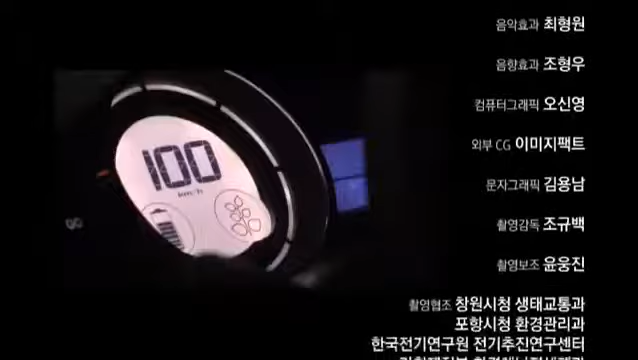 음악효과 최형원
음향효과 조형우
컴퓨터그래픽 오신영
외부 CG 이미지팩트
문자그래픽 김용남
촬영감독 조규백
촬영보조 윤웅진
촬영협조 창원시청 생태교통과
포항시청 환경관리과
한국전기연구원 전기추진연구센터
100
km/h